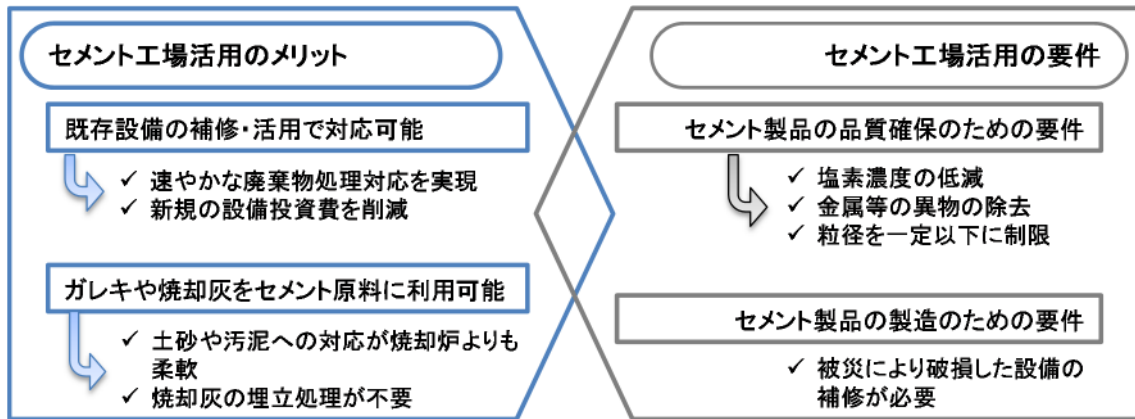 セメント工場活用のメリット
既存設備の補修・活用で対応可能
✓ 速やかな廃棄物処理対応を実現
✓ 新規の設備投資費を削減
ガレキや焼却灰をセメント原料に利用可能
✓ 土砂や汚泥への対応が焼却炉よりも
柔軟
✓ 焼却灰の埋立処理が不要
セメント工場活用の要件
セメント製品の品質確保のための要件
✓ 塩素濃度の低減
✓ 金属等の異物の除去
✓ 粒径を一定以下に制限
セメント製品の製造のための要件
✓ 被災により破損した設備の
補修が必要